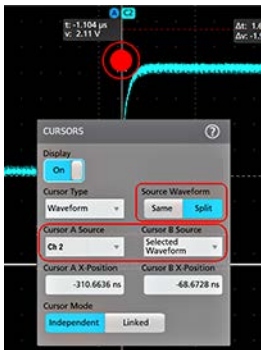 A C2
t: -1.104 µs
v: 2.11 V
Δt: 1.6
Δv: -1.5
CURSORS
?
Display
On
Cursor Type
Source Waveform
Waveform
Same Split
Cursor A Source
Cursor B Source
Ch 2
Selected
Waveform
Cursor A X-Position
Cursor B X-Position
-310.6636 ns
-68.6728 ns
Cursor Mode
Independent Linked